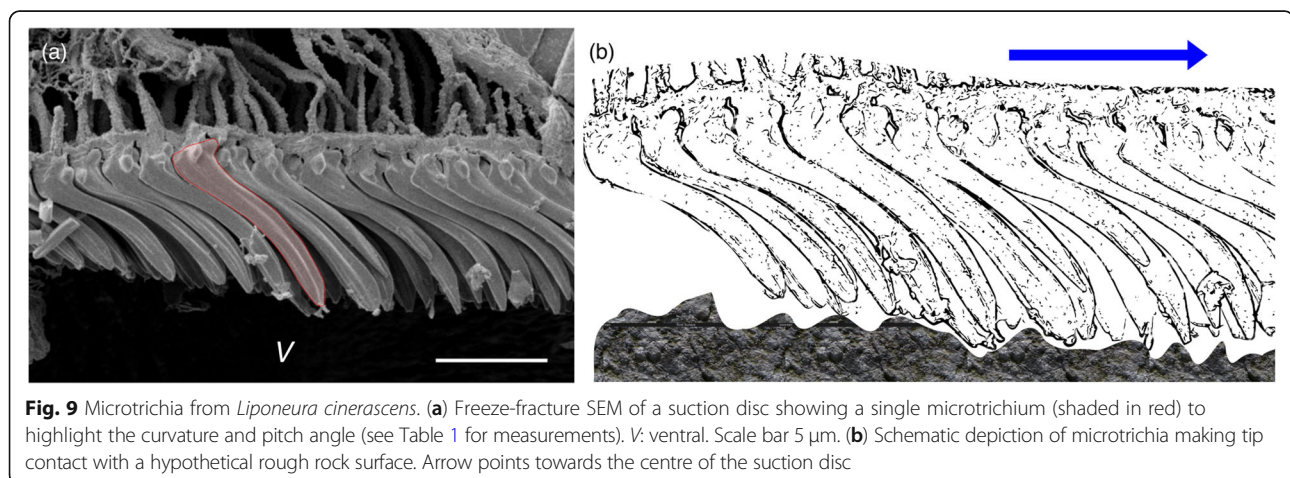 (a)
V
(b)
Fig. 9 Microtrichia from Liponeura cinerascens. (a) Freeze-fracture SEM of a suction disc showing a single microtrichium (shaded in red) to
highlight the curvature and pitch angle (see Table 1 for measurements). V: ventral. Scale bar 5 μm. (b) Schematic depiction of microtrichia making tip
contact with a hypothetical rough rock surface. Arrow points towards the centre of the suction disc